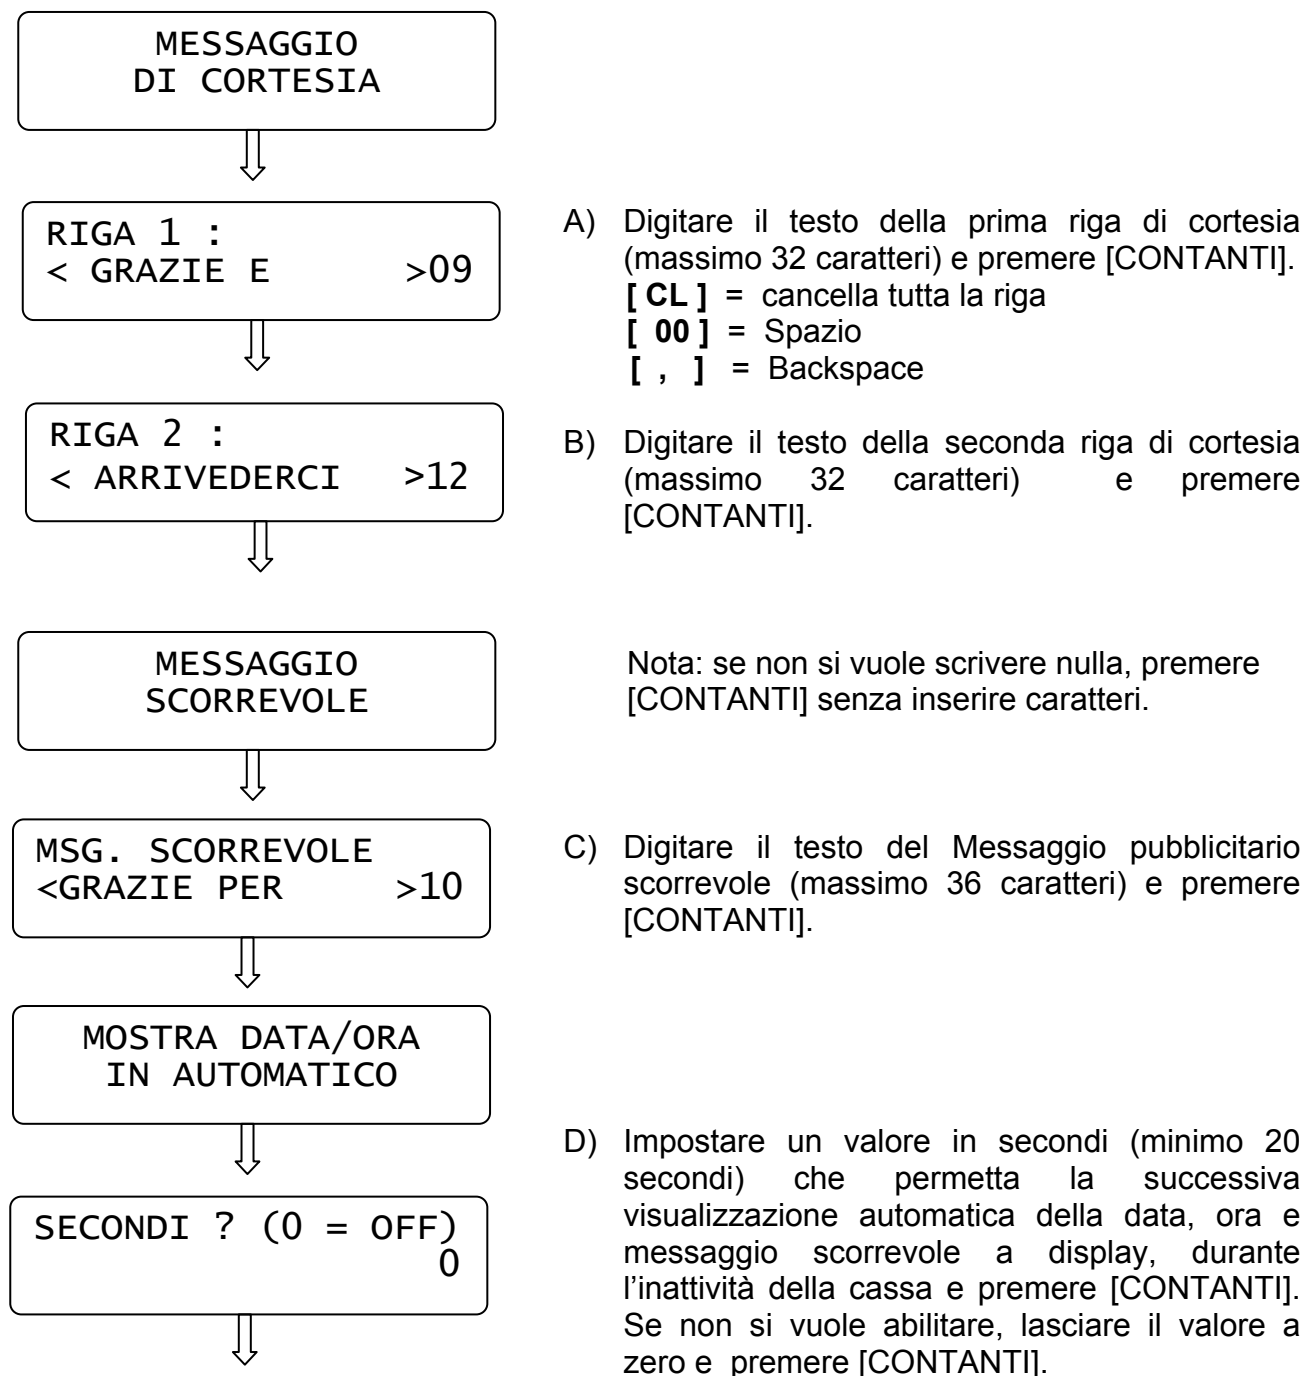 MESSAGGIO
DI CORTESIA
RIGA 1 :
< GRAZIE E >09
A) Digitare il testo della prima riga di cortesia
(massimo 32 caratteri) e premere [CONTANTI].
[ CL ] = cancella tutta la riga
[ 00 ] = Spazio
[ , ] = Backspace
RIGA 2 :
< ARRIVEDERCI >12
B) Digitare il testo della seconda riga di cortesia
(massimo 32 caratteri) e premere
[CONTANTI].
MESSAGGIO
SCORREVOLE
Nota: se non si vuole scrivere nulla, premere
[CONTANTI] senza inserire caratteri.
MSG. SCORREVOLE
<GRAZIE PER >10
C) Digitare il testo del Messaggio pubblicitario
scorrevole (massimo 36 caratteri) e premere
[CONTANTI].
MOSTRA DATA/ORA
IN AUTOMATICO
SECONDI ? (0 = OFF)
0
D) Impostare un valore in secondi (minimo 20
secondi) che permetta la successiva
visualizzazione automatica della data, ora e
messaggio scorrevole a display, durante
l’inattività della cassa e premere [CONTANTI].
Se non si vuole abilitare, lasciare il valore a
zero e premere [CONTANTI].